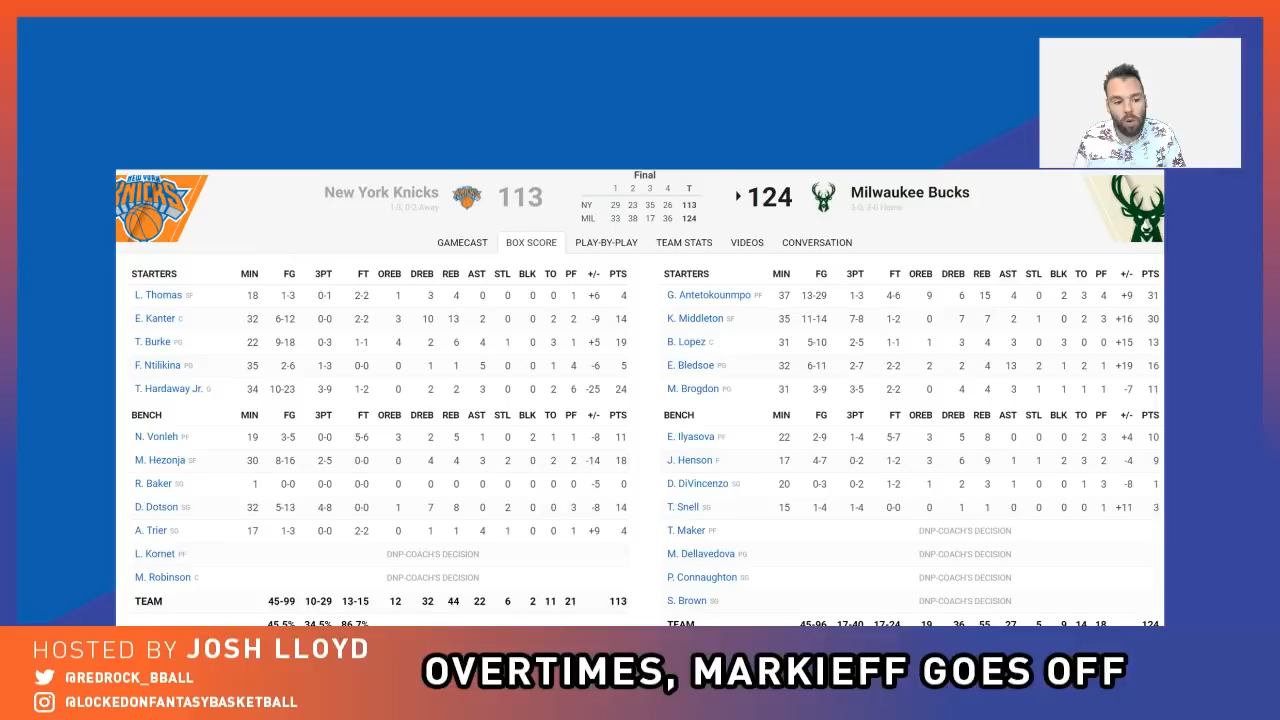 NEW YORK
KNICKS
New York Knicks
113
Final
1 2 3 4 T
NY 29 23 35 26 113
MIL 33 38 17 36 124
124
Milwaukee Bucks
GAMECAST BOX SCORE PLAY-BY-PLAY TEAM STATS VIDEOS CONVERSATION
STARTERS MIN FG 3PT FT OREB DREB REB AST STL BLK TO PF +/- PTS
L. Thomas SF 18 1-3 0-1 2-2 1 3 4 0 0 0 0 1 +6 4
E. Kanter C 32 6-12 0-0 2-2 3 10 13 2 0 0 2 2 -9 14
T. Burke PG 22 9-18 0-3 1-1 4 2 6 4 1 0 3 1 +5 19
F. Ntilikina PG 35 2-6 1-3 0-0 0 1 1 5 0 0 1 4 -6 5
T. Hardaway Jr. G 34 10-23 3-9 1-2 0 2 2 3 0 0 2 6 -25 24
BENCH MIN FG 3PT FT OREB DREB REB AST STL BLK TO PF +/- PTS
N. Vonleh PF 19 3-5 0-0 5-6 3 2 5 1 0 2 1 1 -8 11
M. Hezonja SF 30 8-16 2-5 0-0 0 4 4 3 2 0 2 2 -14 18
R. Baker SG 1 0-0 0-0 0-0 0 0 0 0 0 0 0 0 -5 0
D. Dotson SG 32 5-13 4-8 0-0 1 7 8 0 2 0 0 3 -8 14
A. Trier SG 17 1-3 0-0 2-2 0 1 1 4 1 0 0 1 +9 4
L. Kornet PF DNP-COACH'S DECISION
M. Robinson C DNP-COACH'S DECISION
TEAM 45-99 10-29 13-15 12 32 44 22 6 2 11 21 113
45.5% 34.5% 86.7%
STARTERS MIN FG 3PT FT OREB DREB REB AST STL BLK TO PF +/- PTS
G. Antetokounmpo PF 37 13-29 1-3 4-6 9 6 15 4 0 2 3 4 +9 31
K. Middleton SF 35 11-14 7-8 1-2 0 7 7 2 1 0 2 3 +16 30
B. Lopez C 31 5-10 2-5 1-1 1 3 4 3 0 3 0 0 +15 13
E. Bledsoe PG 32 6-11 2-7 2-2 2 2 4 13 2 1 2 1 +19 16
M. Brogdon PG 31 3-9 3-5 2-2 0 4 4 3 1 1 1 1 -7 11
BENCH MIN FG 3PT FT OREB DREB REB AST STL BLK TO PF +/- PTS
E. Ilyasova PF 22 2-9 1-4 5-7 3 5 8 0 0 0 2 3 +4 10
J. Henson F 17 4-7 0-2 1-2 3 6 9 1 1 2 3 2 -4 9
D. DiVincenzo SG 20 0-3 0-2 1-2 1 2 3 1 0 0 1 3 -8 1
T. Snell SG 15 1-4 1-4 0-0 0 1 1 0 0 0 0 1 +11 3
T. Maker PF DNP-COACH'S DECISION
M. Dellavedova PG DNP-COACH'S DECISION
P. Connaughton SG DNP-COACH'S DECISION
S. Brown SG DNP-COACH'S DECISION
TEAM 45-96 17-40 17-24 19 36 55 27 5 9 14 18 124
HOSTED BY JOSH LLOYD
@REDROCK_BBALL
@LOCKEDONFANTASYBASKETBALL
OVERTIMES, MARKIEFF GOES OFF